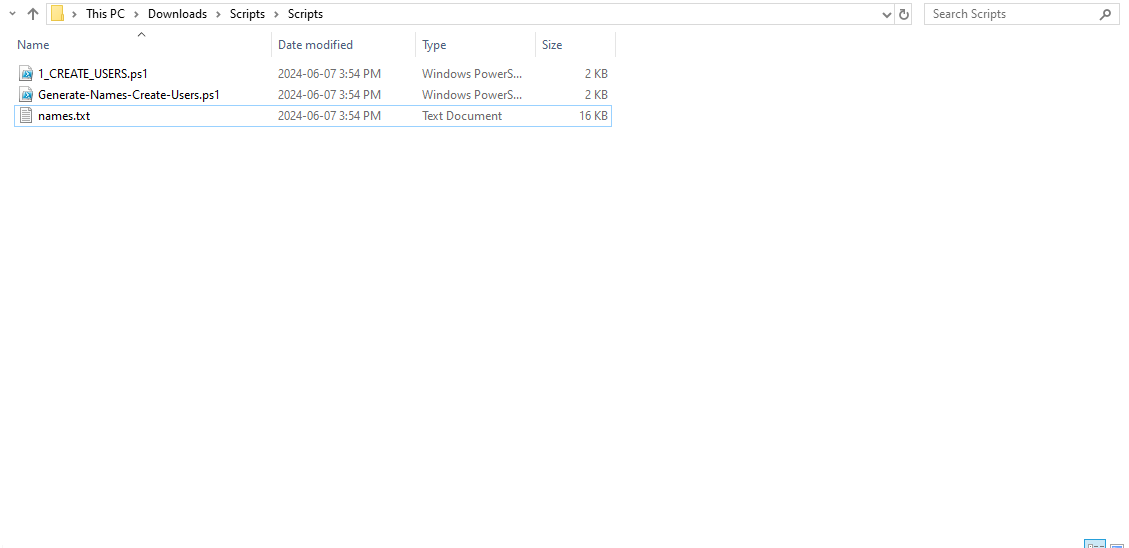 This PC > Downloads > Scripts > Scripts Search Scripts
Name Date modified Type Size
1_CREATE_USERS.ps1 2024-06-07 3:54 PM Windows PowerS... 2 KB
Generate-Names-Create-Users.ps1 2024-06-07 3:54 PM Windows PowerS... 2 KB
names.txt 2024-06-07 3:54 PM Text Document 16 KB